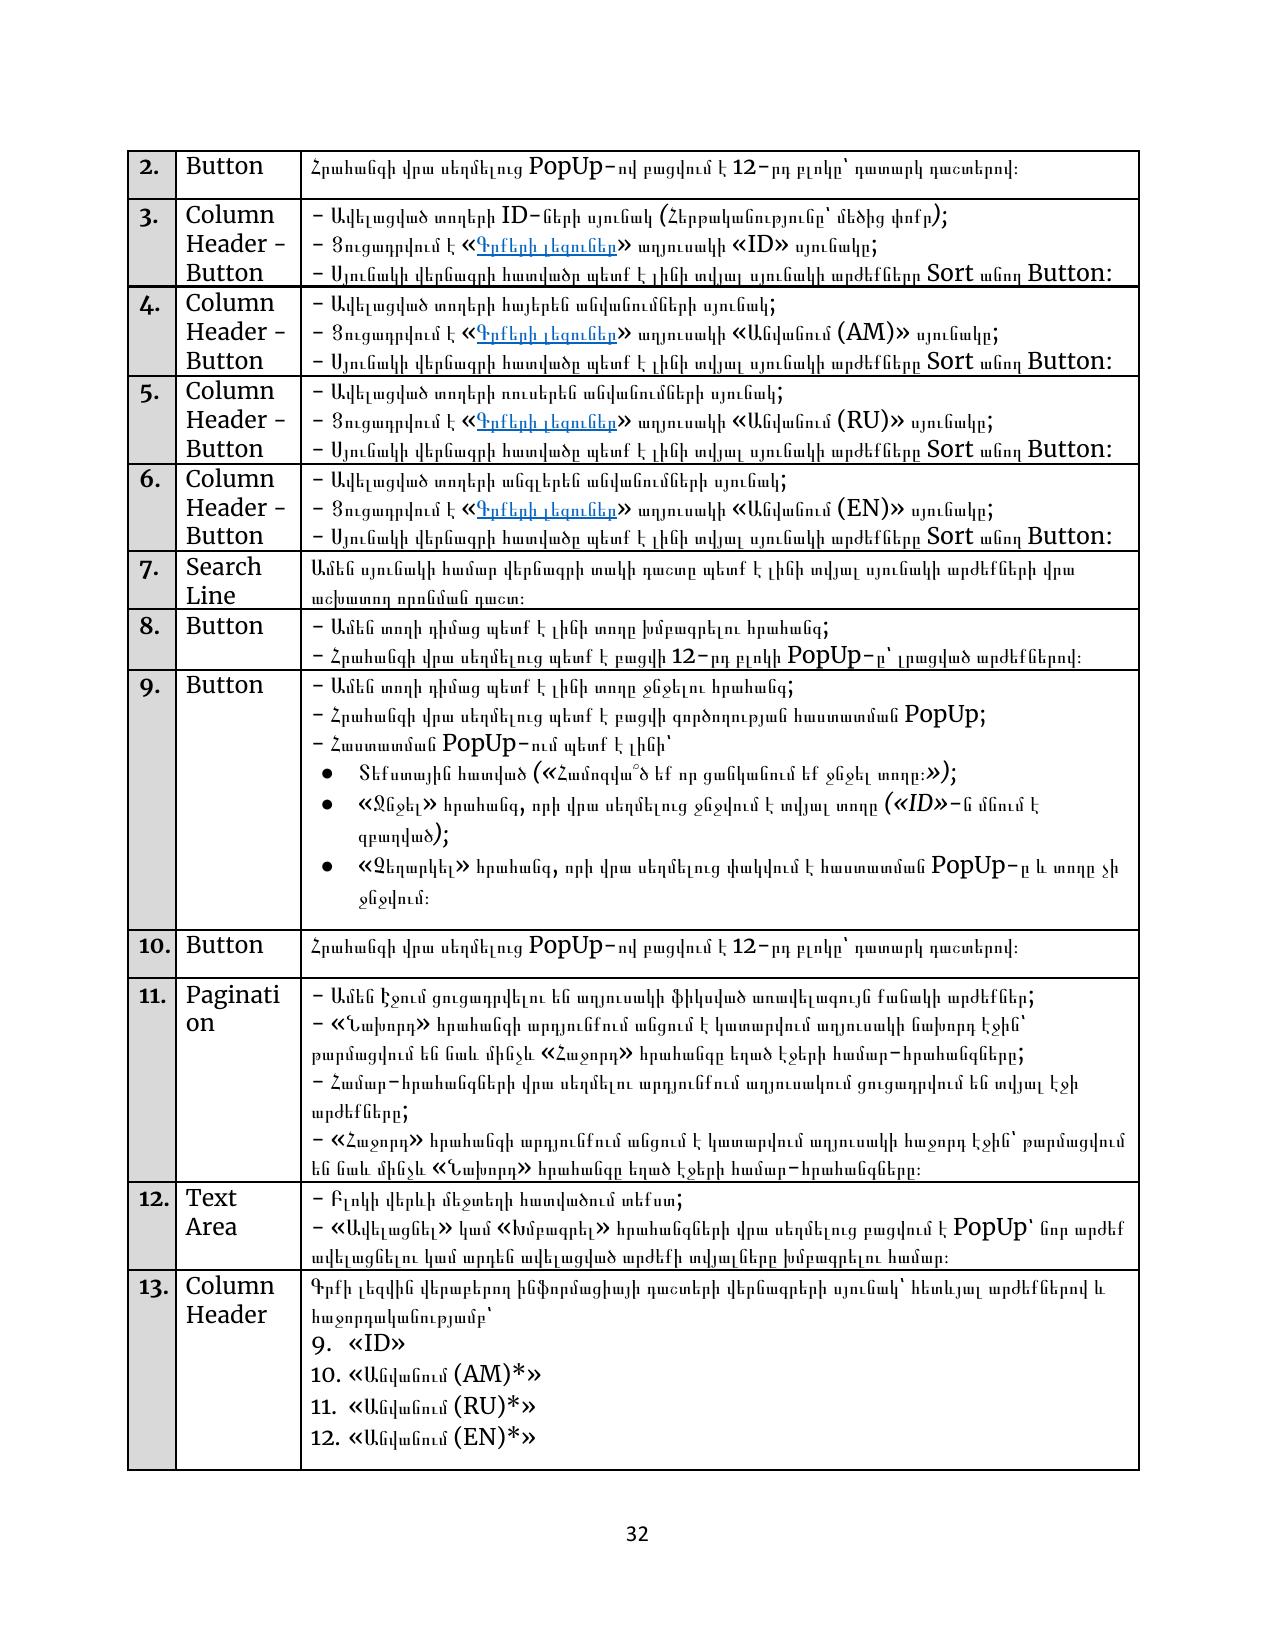 2. Button Հրահանգի վրա սեղմելուց PopUp-ով բացվում է 12-րդ բլոկը՝ դատարկ դաշտերով:
3. Column - Ավելացված տողերի ID-ների սյունակ (Հերթականությունը՝ մեծից փոքր);
Header - - Ցուցադրվում է «Գրքերի լեզուներ» աղյուսակի «ID» սյունակը;
Button - Սյունակի վերնագրի հատվածը պետք է լինի տվյալ սյունակի արժեքները Sort անող Button:
4. Column - Ավելացված տողերի հայերեն անվանումների սյունակ;
Header - - Ցուցադրվում է «Գրքերի լեզուներ» աղյուսակի «Անվանում (AM)» սյունակը;
Button - Սյունակի վերնագրի հատվածը պետք է լինի տվյալ սյունակի արժեքները Sort անող Button:
5. Column - Ավելացված տողերի ռուսերեն անվանումների սյունակ;
Header - - Ցուցադրվում է «Գրքերի լեզուներ» աղյուսակի «Անվանում (RU)» սյունակը;
Button - Սյունակի վերնագրի հատվածը պետք է լինի տվյալ սյունակի արժեքները Sort անող Button:
6. Column - Ավելացված տողերի անգլերեն անվանումների սյունակ;
Header - - Ցուցադրվում է «Գրքերի լեզուներ» աղյուսակի «Անվանում (EN)» սյունակը;
Button - Սյունակի վերնագրի հատվածը պետք է լինի տվյալ սյունակի արժեքները Sort անող Button:
7. Search Ամեն սյունակի համար վերնագրի տակի դաշտը պետք է լինի տվյալ սյունակի արժեքների վրա
Line աշխատող որոնման դաշտ:
8. Button - Ամեն տողի դիմաց պետք է լինի տողը խմբագրելու հրահանգ;
- Հրահանգի վրա սեղմելուց պետք է բացվի 12-րդ բլոկի PopUp-ը՝ լրացված արժեքներով:
9. Button - Ամեն տողի դիմաց պետք է լինի տողը ջնջելու հրահանգ;
- Հրահանգի վրա սեղմելուց պետք է բացվի գործողության հաստատման PopUp;
- Հաստատման PopUp-ում պետք է լինի՝
● Տեքստային հատված («Համոզվա՞ծ եք որ ցանկանում եք ջնջել տողը:»);
● «Ջնջել» հրահանգ, որի վրա սեղմելուց ջնջվում է տվյալ տողը («ID»-ն մնում է
զբաղված);
● «Չեղարկել» հրահանգ, որի վրա սեղմելուց փակվում է հաստատման PopUp-ը և տողը չի
ջնջվում:
10. Button Հրահանգի վրա սեղմելուց PopUp-ով բացվում է 12-րդ բլոկը՝ դատարկ դաշտերով:
11. Paginati - Ամեն էջում ցուցադրվելու են աղյուսակի ֆիկսված առավելագույն քանակի արժեքներ;
on - «Նախորդ» հրահանգի արդյունքում անցում է կատարվում աղյուսակի նախորդ էջին՝
թարմացվում են նաև մինչև «Հաջորդ» հրահանգը եղած էջերի համար-հրահանգները;
- Համար-հրահանգների վրա սեղմելու արդյունքում աղյուսակում ցուցադրվում են տվյալ էջի
արժեքները;
- «Հաջորդ» հրահանգի արդյունքում անցում է կատարվում աղյուսակի հաջորդ էջին՝ թարմացվում
են նաև մինչև «Նախորդ» հրահանգը եղած էջերի համար-հրահանգները:
12. Text - Բլոկի վերևի մեջտեղի հատվածում տեքստ;
Area - «Ավելացնել» կամ «Խմբագրել» հրահանգների վրա սեղմելուց բացվում է PopUp՝ նոր արժեք
ավելացնելու կամ արդեն ավելացված արժեքի տվյալները խմբագրելու համար:
13. Column Գրքի լեզվին վերաբերող ինֆորմացիայի դաշտերի վերնագրերի սյունակ՝ հետևյալ արժեքներով և
Header հաջորդականությամբ՝
9. «ID»
10. «Անվանում (AM)*»
11. «Անվանում (RU)*»
12. «Անվանում (EN)*»
32